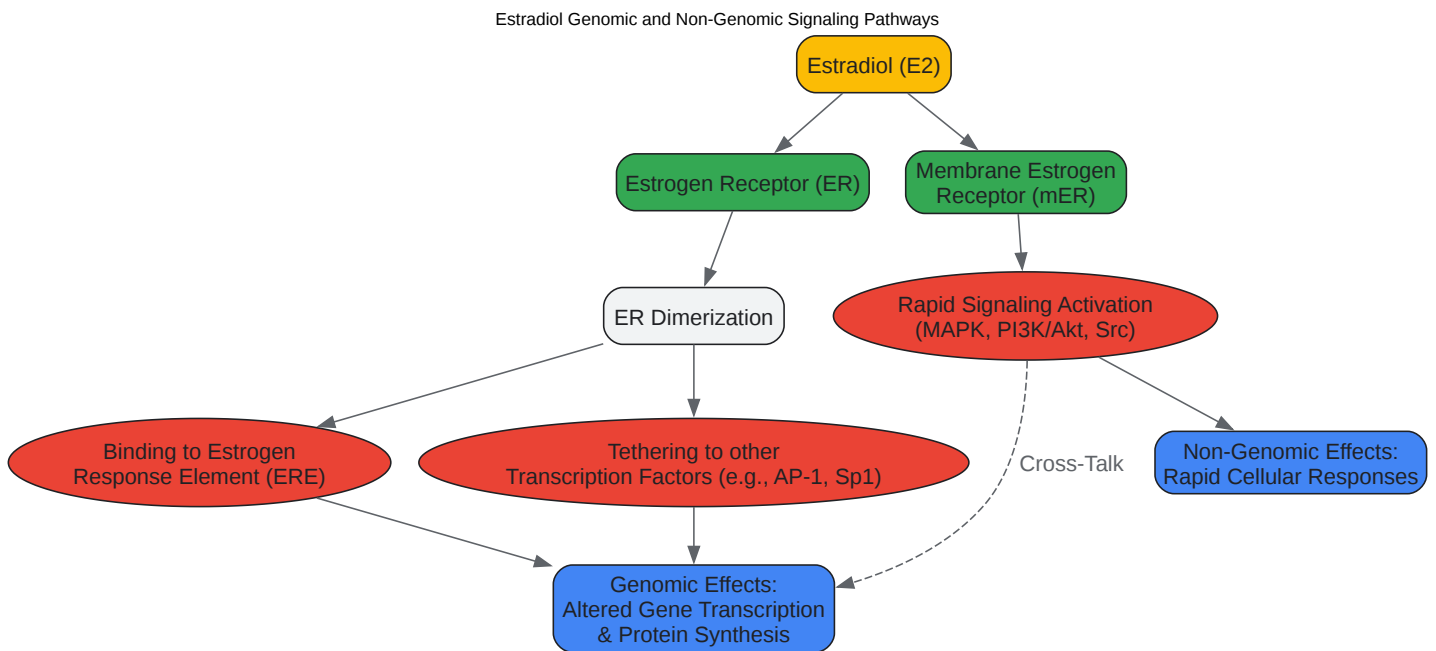 Estradiol Genomic and Non-Genomic Signaling Pathways
Estradiol (E2)
Estrogen Receptor (ER)
Membrane Estrogen
Receptor (mER)
ER Dimerization
Rapid Signaling Activation
(MAPK, PI3K/Akt, Src)
Binding to Estrogen
Response Element (ERE)
Tethering to other
Transcription Factors (e.g., AP-1, Sp1)
Cross-Talk
Non-Genomic Effects:
Rapid Cellular Responses
Genomic Effects:
Altered Gene Transcription
& Protein Synthesis